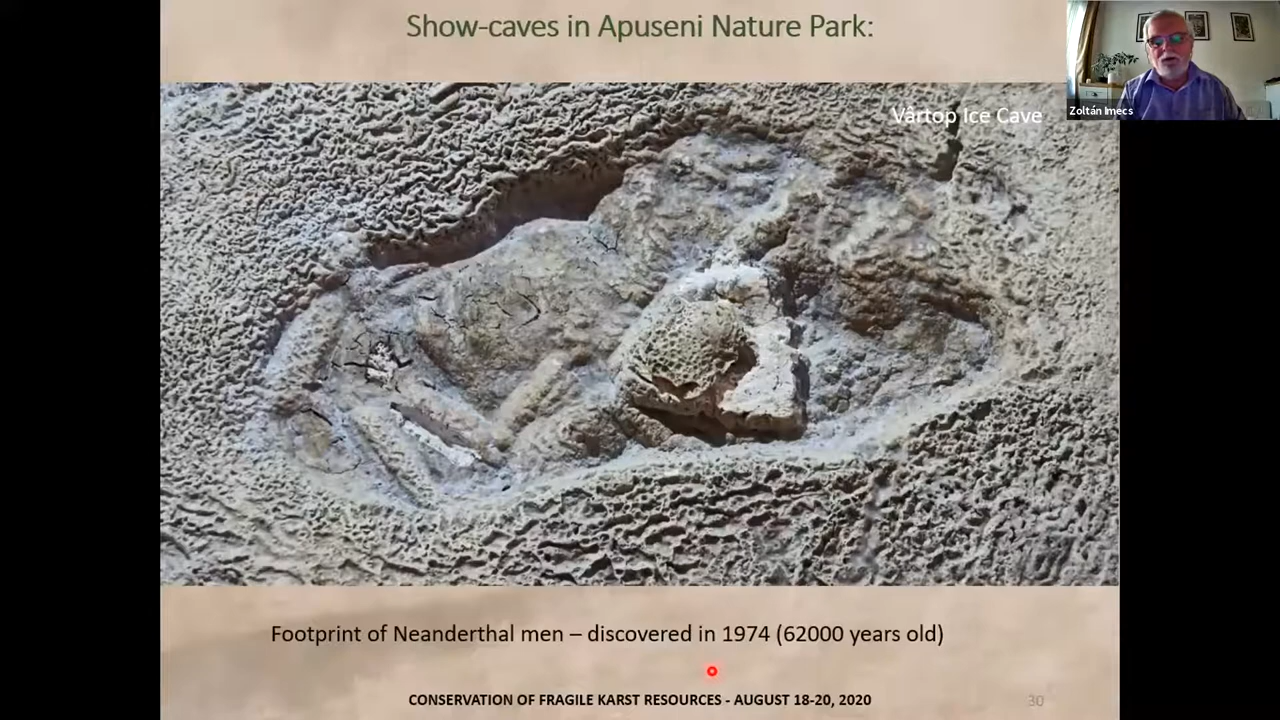 Show-caves in Apuseni Nature Park:
Vârtop Ice Cave
Zoltán Imecs
Footprint of Neanderthal men – discovered in 1974 (62000 years old)
CONSERVATION OF FRAGILE KARST RESOURCES - AUGUST 18-20, 2020
30